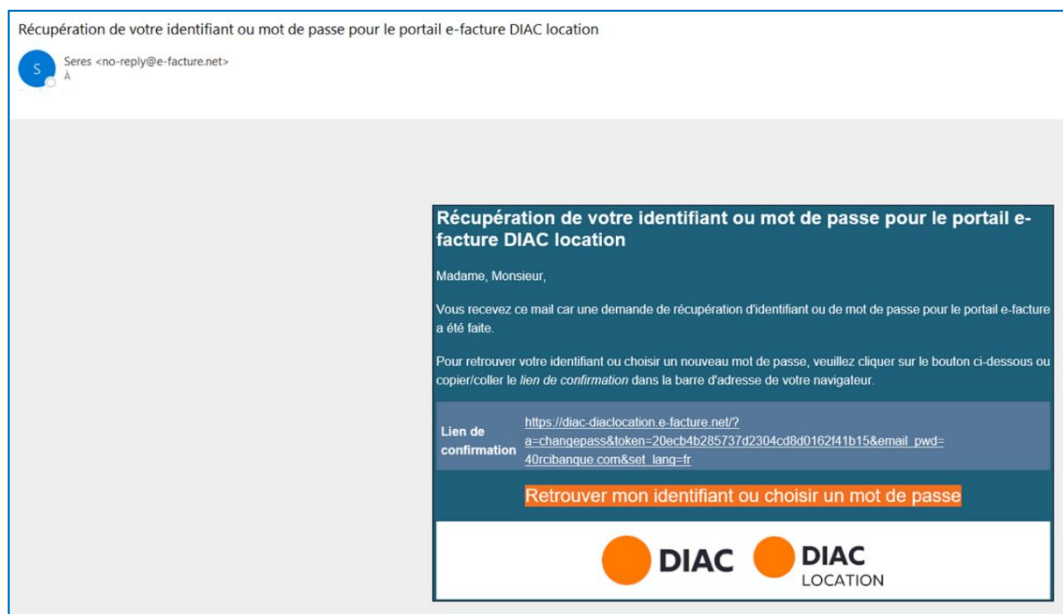 Récupération de votre identifiant ou mot de passe pour le portail e-facture DIAC location
S
Seres <no-reply@e-facture.net>
À
Récupération de votre identifiant ou mot de passe pour le portail e-
facture DIAC location
Madame, Monsieur,
Vous recevez ce mail car une demande de récupération d'identifiant ou de mot de passe pour le portail e-facture
a été faite.
Pour retrouver votre identifiant ou choisir un nouveau mot de passe, veuillez cliquer sur le bouton ci-dessous ou
copier/coller le lien de confirmation dans la barre d'adresse de votre navigateur.
Lien de
confirmation
https://diac-diaclocation.e-facture.net/?
a=changepass&token=20ecb4b285737d2304cd8d0162f41b15&email_pwd=
40rcibanque.com&set_lang=fr
Retrouver mon identifiant ou choisir un mot de passe
DIAC
DIAC
LOCATION